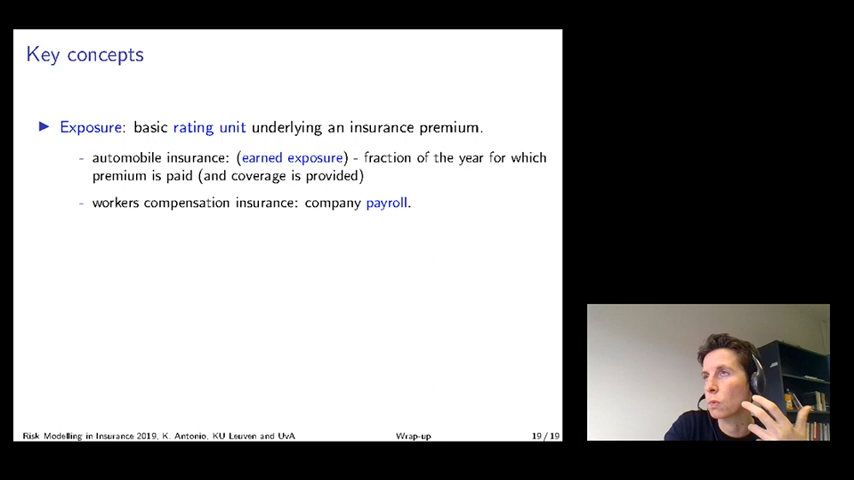 Key concepts
▶ Exposure: basic rating unit underlying an insurance premium.
- automobile insurance: (earned exposure) - fraction of the year for which
premium is paid (and coverage is provided)
- workers compensation insurance: company payroll.
Risk Modelling in Insurance 2019, K. Antonio, KU Leuven and UvA Wrap-up 19 / 19